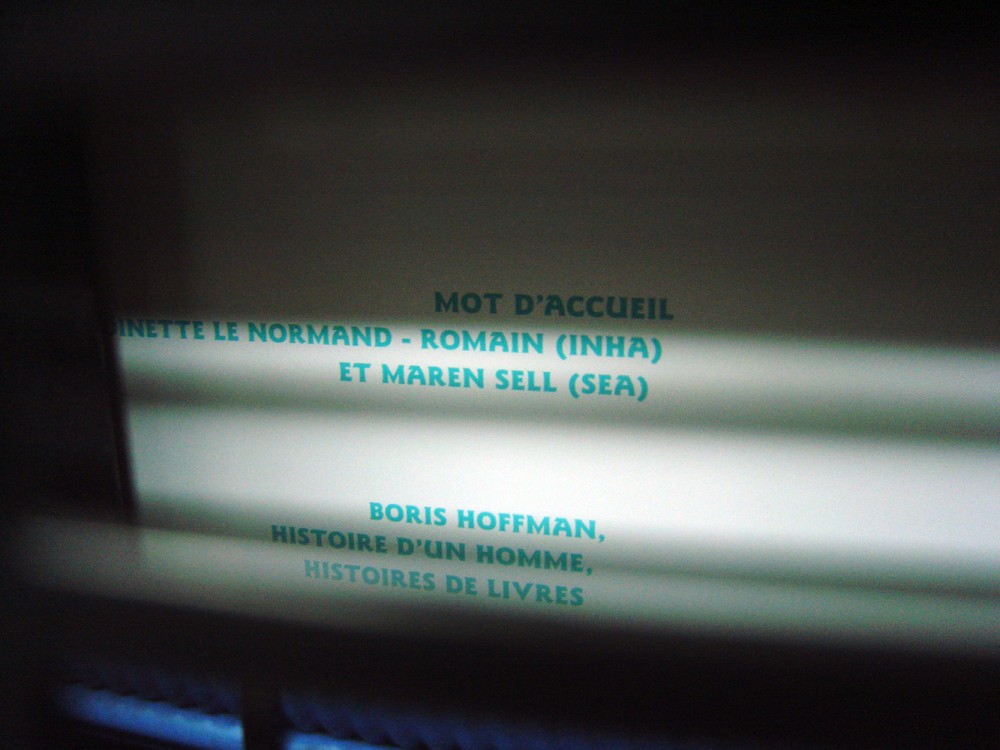 MOT D'ACCUEIL
LE NORMAND - ROMAIN (INHA)
ET MAREN SELL (SEA)
BORIS HOFFMAN,
HISTOIRE D'UN HOMME,
HISTOIRES DE LIVRES